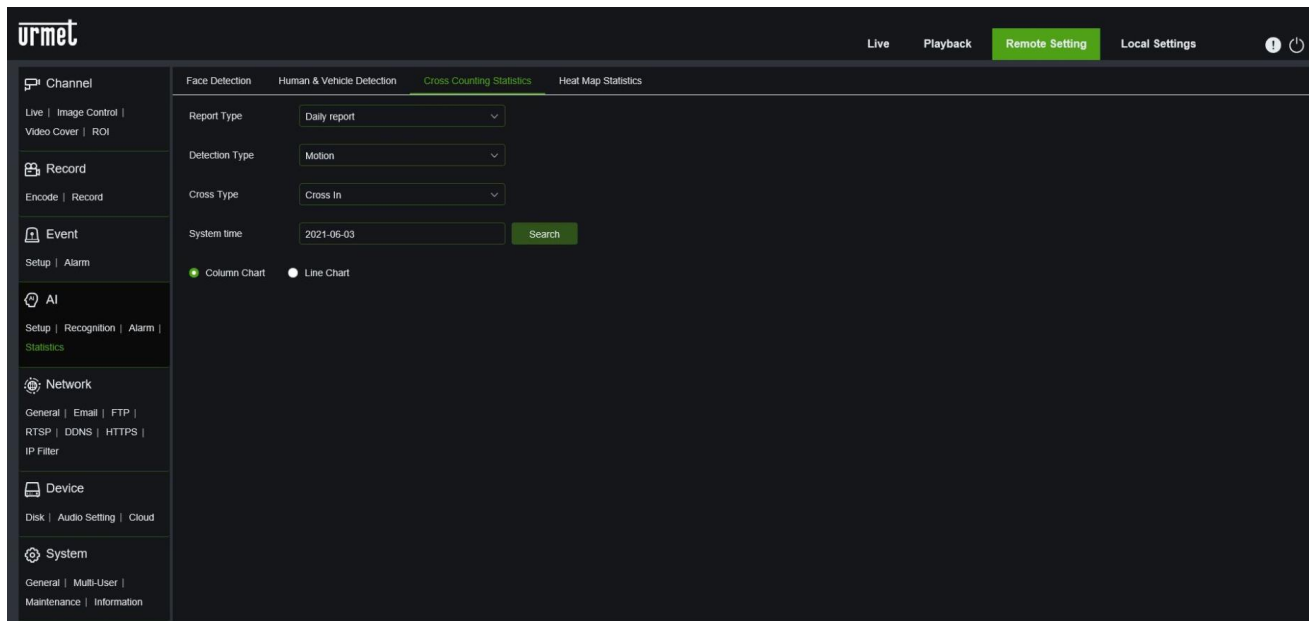 urmet
Live Playback Remote Setting Local Settings
Channel
Live | Image Control |
Video Cover | ROI
Record
Encode | Record
Event
Setup | Alarm
AI
Setup | Recognition | Alarm |
Statistics
Network
General | Email | FTP |
RTSP | DDNS | HTTPS |
IP Filter
Device
Disk | Audio Setting | Cloud
System
General | Multi-User |
Maintenance | Information
Face Detection Human & Vehicle Detection Cross Counting Statistics Heat Map Statistics
Report Type Daily report
Detection Type Motion
Cross Type Cross In
System time 2021-06-03 Search
Column Chart Line Chart